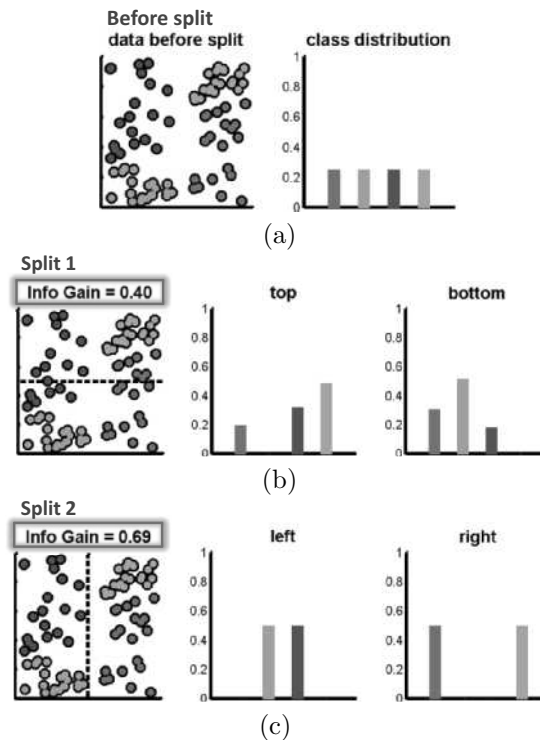 Before split
data before split class distribution
1
0.8
0.6
0.4
0.2
0
(a)
Split 1
Info Gain = 0.40 top bottom
1 1
0.8 0.8
0.6 0.6
0.4 0.4
0.2 0.2
0 0
(b)
Split 2
Info Gain = 0.69 left right
1 1
0.8 0.8
0.6 0.6
0.4 0.4
0.2 0.2
0 0
(c)